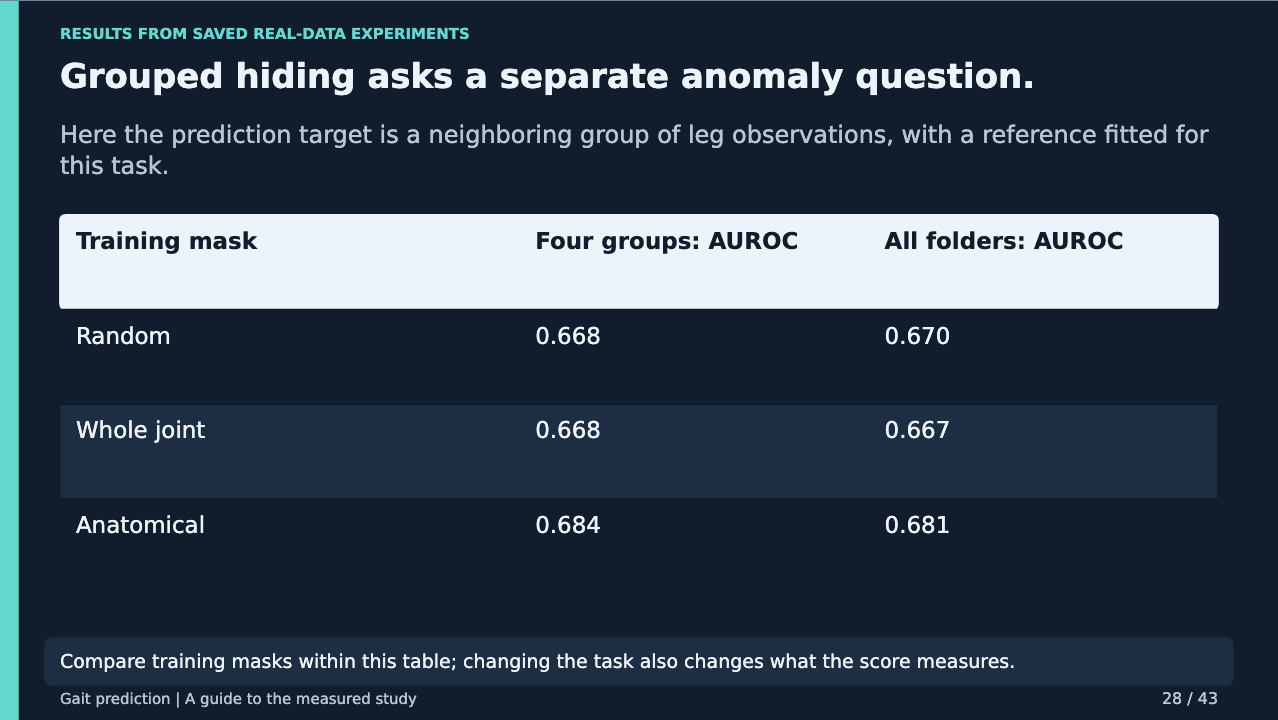 RESULTS FROM SAVED REAL-DATA EXPERIMENTS
Grouped hiding asks a separate anomaly question.
Here the prediction target is a neighboring group of leg observations, with a reference fitted for
this task.
Training mask Four groups: AUROC All folders: AUROC
Random 0.668 0.670
Whole joint 0.668 0.667
Anatomical 0.684 0.681
Compare training masks within this table; changing the task also changes what the score measures.
Gait prediction | A guide to the measured study 28 / 43